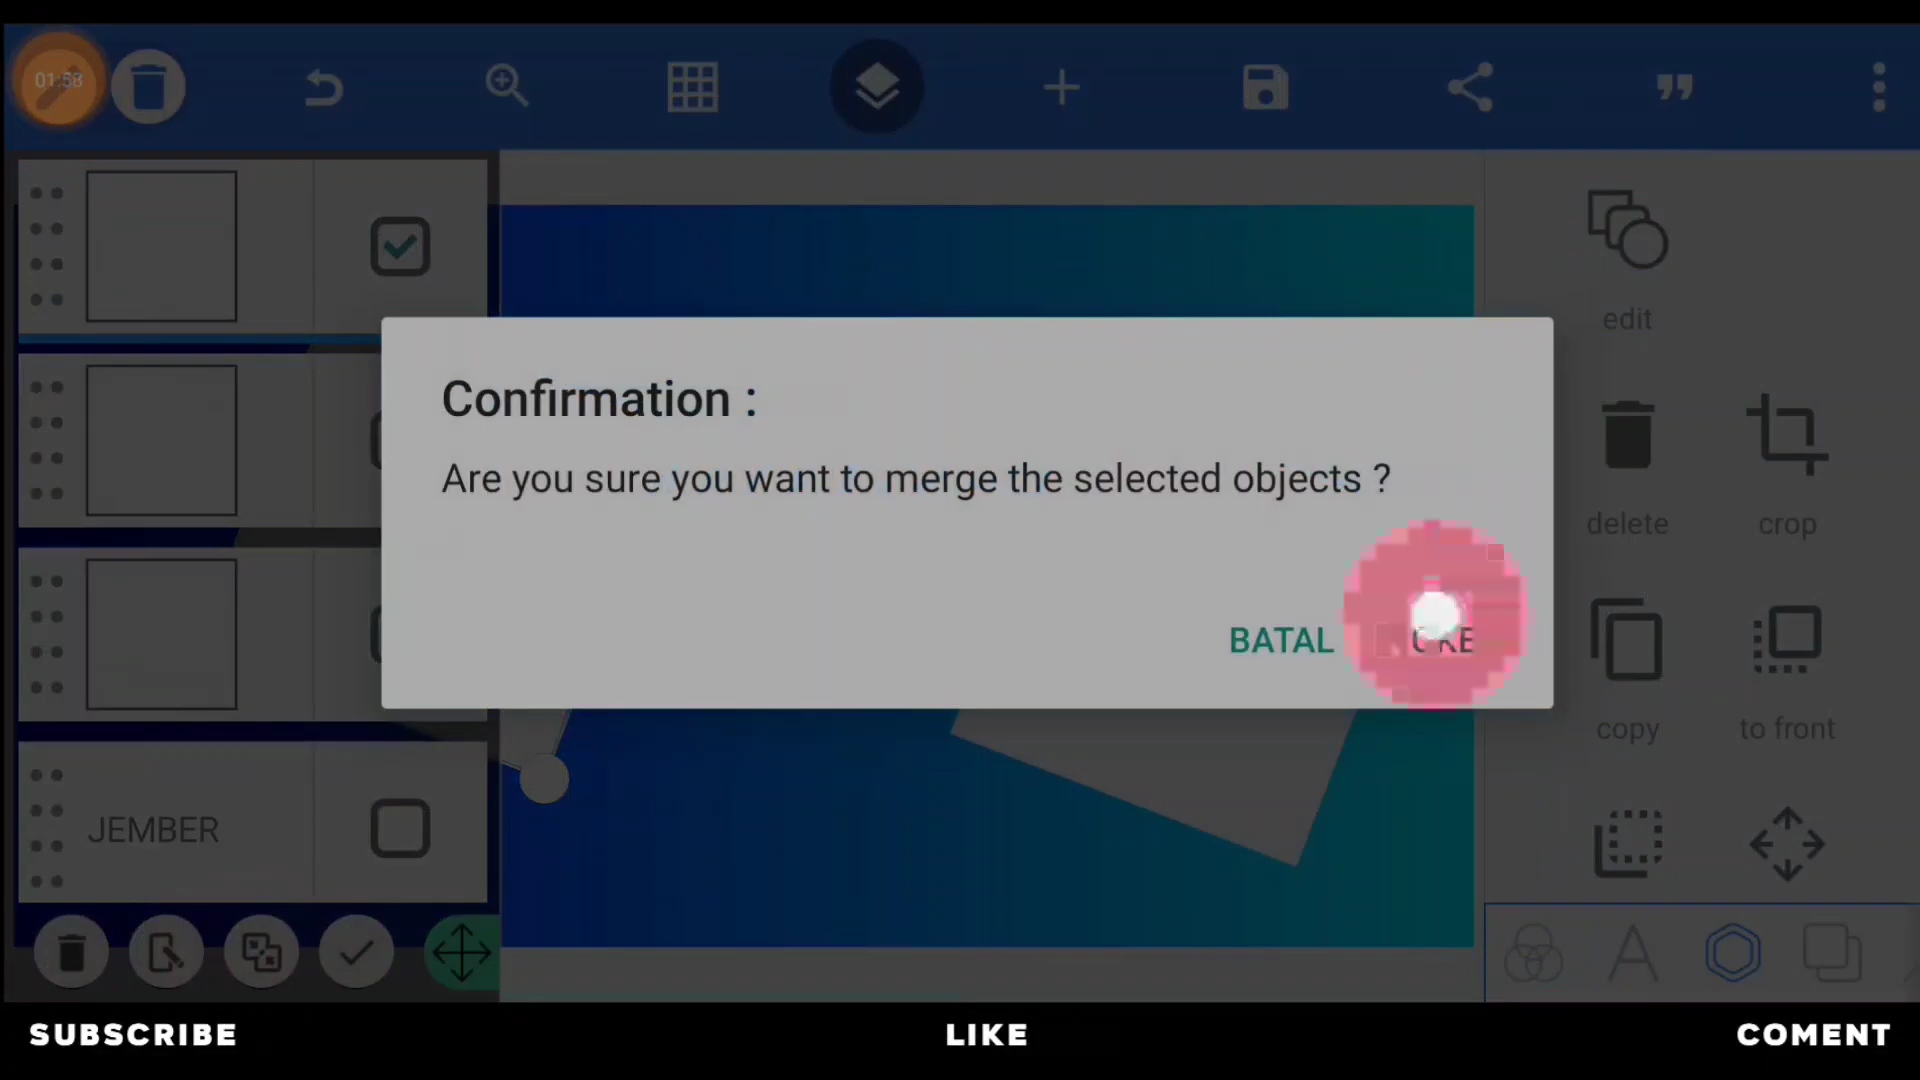 01:58
edit
Confirmation :
Are you sure you want to merge the selected objects ?
delete
crop
BATAL
OKE
copy
to front
JEMBER
SUBSCRIBE
LIKE
COMENT